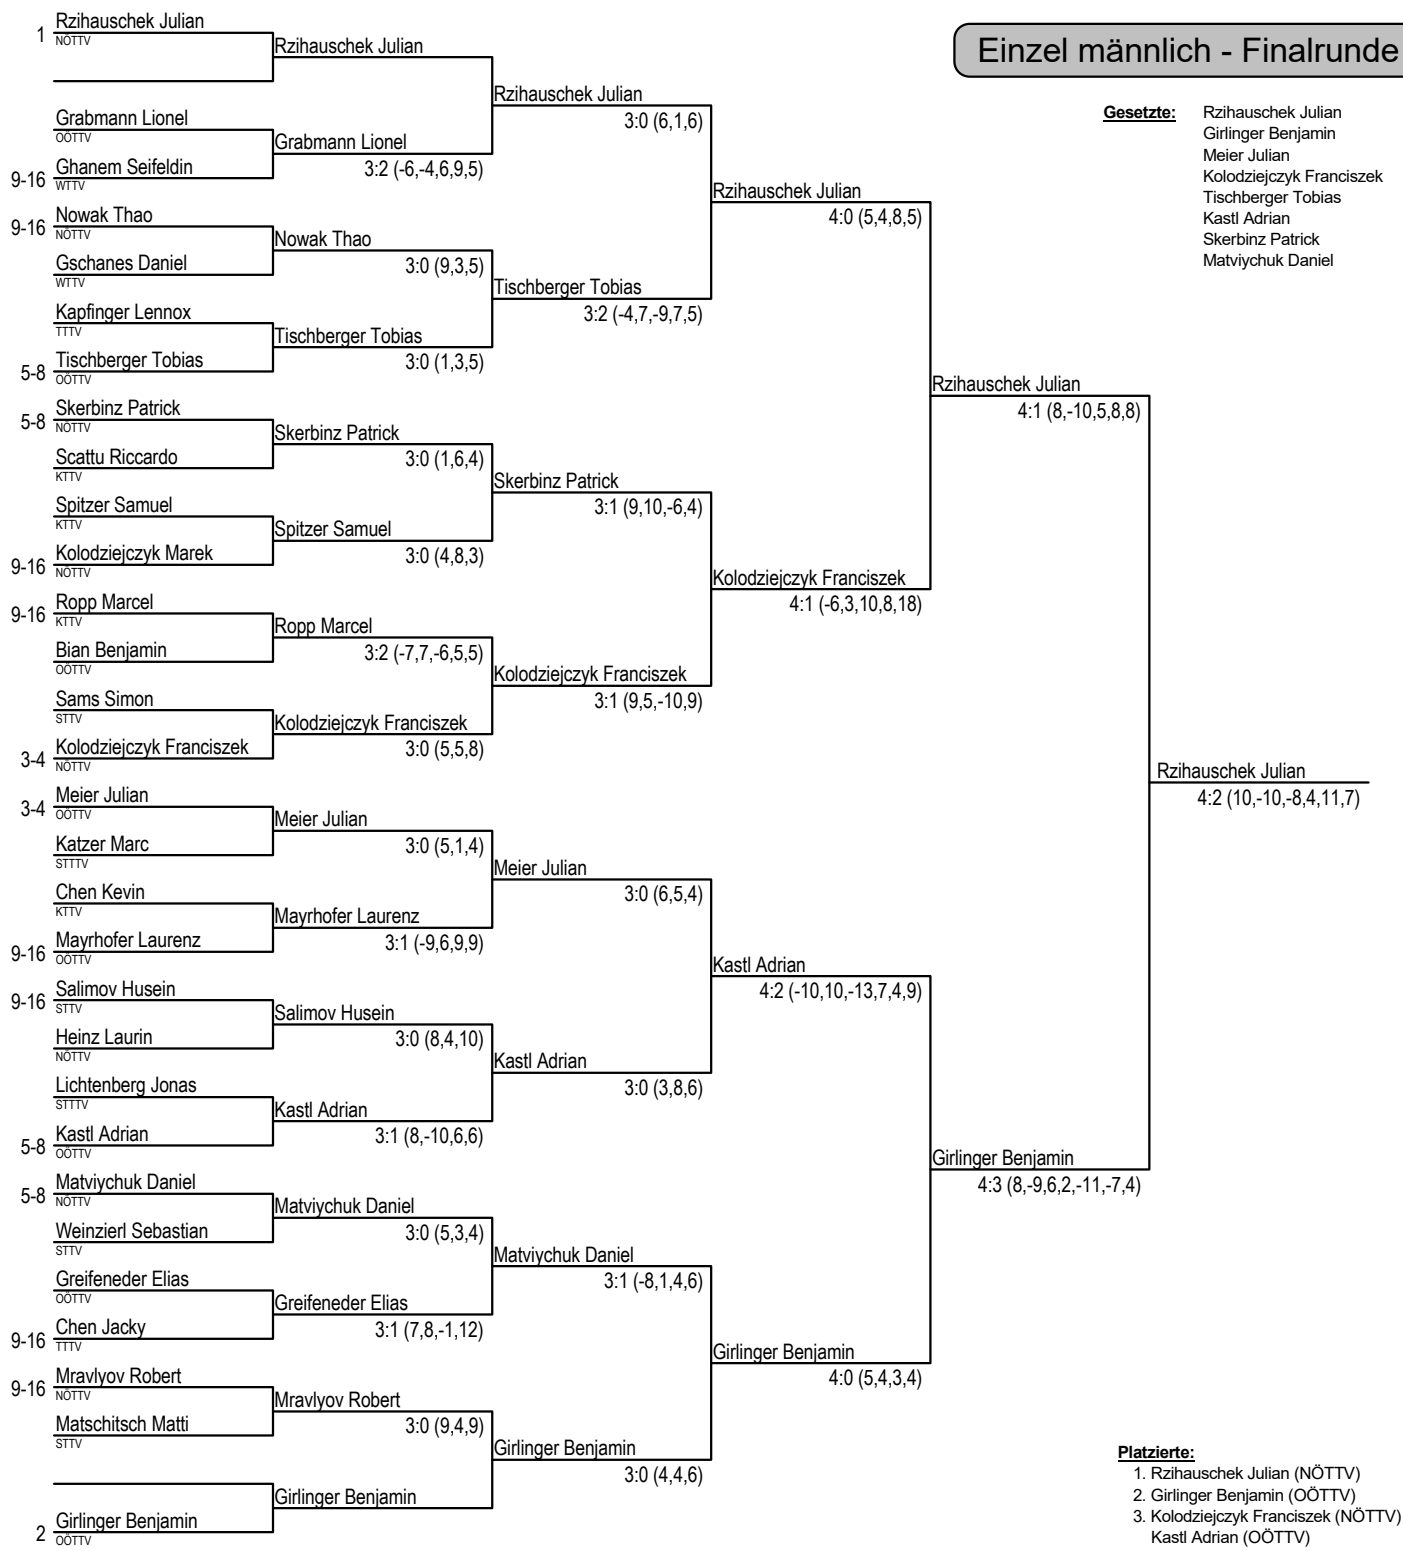 Einzel männlich - Finalrunde
Gesetzte:
Rzihauschek Julian
Girlinger Benjamin
Meier Julian
Kolodziejczyk Franciszek
Tischberger Tobias
Kastl Adrian
Skerbinz Patrick
Matviychuk Daniel
1 Rzihauschek Julian
NÖTTV
Grabmann Lionel
OÖTTV
9-16 Ghanem Seifeldin
WTTV
9-16 Nowak Thao
NÖTTV
Gschanes Daniel
WTTV
Kapfinger Lennox
TTTV
5-8 Tischberger Tobias
OÖTTV
5-8 Skerbinz Patrick
NÖTTV
Scattu Riccardo
KTTV
Spitzer Samuel
KTTV
9-16 Kolodziejczyk Marek
NÖTTV
9-16 Ropp Marcel
KTTV
Bian Benjamin
OÖTTV
Sams Simon
STTV
3-4 Kolodziejczyk Franciszek
NÖTTV
3-4 Meier Julian
OÖTTV
Katzer Marc
STTTV
Chen Kevin
KTTV
9-16 Mayrhofer Laurenz
OÖTTV
9-16 Salimov Husein
STTV
Heinz Laurin
NÖTTV
Lichtenberg Jonas
STTTV
5-8 Kastl Adrian
OÖTTV
5-8 Matviychuk Daniel
NÖTTV
Weinzierl Sebastian
STTV
Greifeneder Elias
OÖTTV
9-16 Chen Jacky
TTTV
9-16 Mravlyov Robert
NÖTTV
Matschitsch Matti
STTV
2 Girlinger Benjamin
OÖTTV
Rzihauschek Julian
Grabmann Lionel
3:2 (-6,-4,6,9,5)
Nowak Thao
3:0 (9,3,5)
Tischberger Tobias
3:0 (1,3,5)
Skerbinz Patrick
3:0 (1,6,4)
Spitzer Samuel
3:0 (4,8,3)
Ropp Marcel
3:2 (-7,7,-6,5,5)
Kolodziejczyk Franciszek
3:0 (5,5,8)
Meier Julian
3:0 (5,1,4)
Mayrhofer Laurenz
3:1 (-9,6,9,9)
Salimov Husein
3:0 (8,4,10)
Kastl Adrian
3:1 (8,-10,6,6)
Matviychuk Daniel
3:0 (5,3,4)
Greifeneder Elias
3:1 (7,8,-1,12)
Mravlyov Robert
3:0 (9,4,9)
Girlinger Benjamin
Rzihauschek Julian
3:0 (6,1,6)
Tischberger Tobias
3:2 (-4,7,-9,7,5)
Skerbinz Patrick
3:1 (9,10,-6,4)
Kolodziejczyk Franciszek
3:1 (9,5,-10,9)
Meier Julian
3:0 (6,5,4)
Kastl Adrian
3:0 (3,8,6)
Matviychuk Daniel
3:1 (-8,1,4,6)
Girlinger Benjamin
3:0 (4,4,6)
Rzihauschek Julian
4:0 (5,4,8,5)
Kolodziejczyk Franciszek
4:1 (-6,3,10,8,18)
Kastl Adrian
4:2 (-10,10,-13,7,4,9)
Girlinger Benjamin
4:0 (5,4,3,4)
Rzihauschek Julian
4:1 (8,-10,5,8,8)
Girlinger Benjamin
4:3 (8,-9,6,2,-11,-7,4)
Rzihauschek Julian
4:2 (10,-10,-8,4,11,7)
Platzierte:
1. Rzihauschek Julian (NÖTTV)
2. Girlinger Benjamin (OÖTTV)
3. Kolodziejczyk Franciszek (NÖTTV)
Kastl Adrian (OÖTTV)